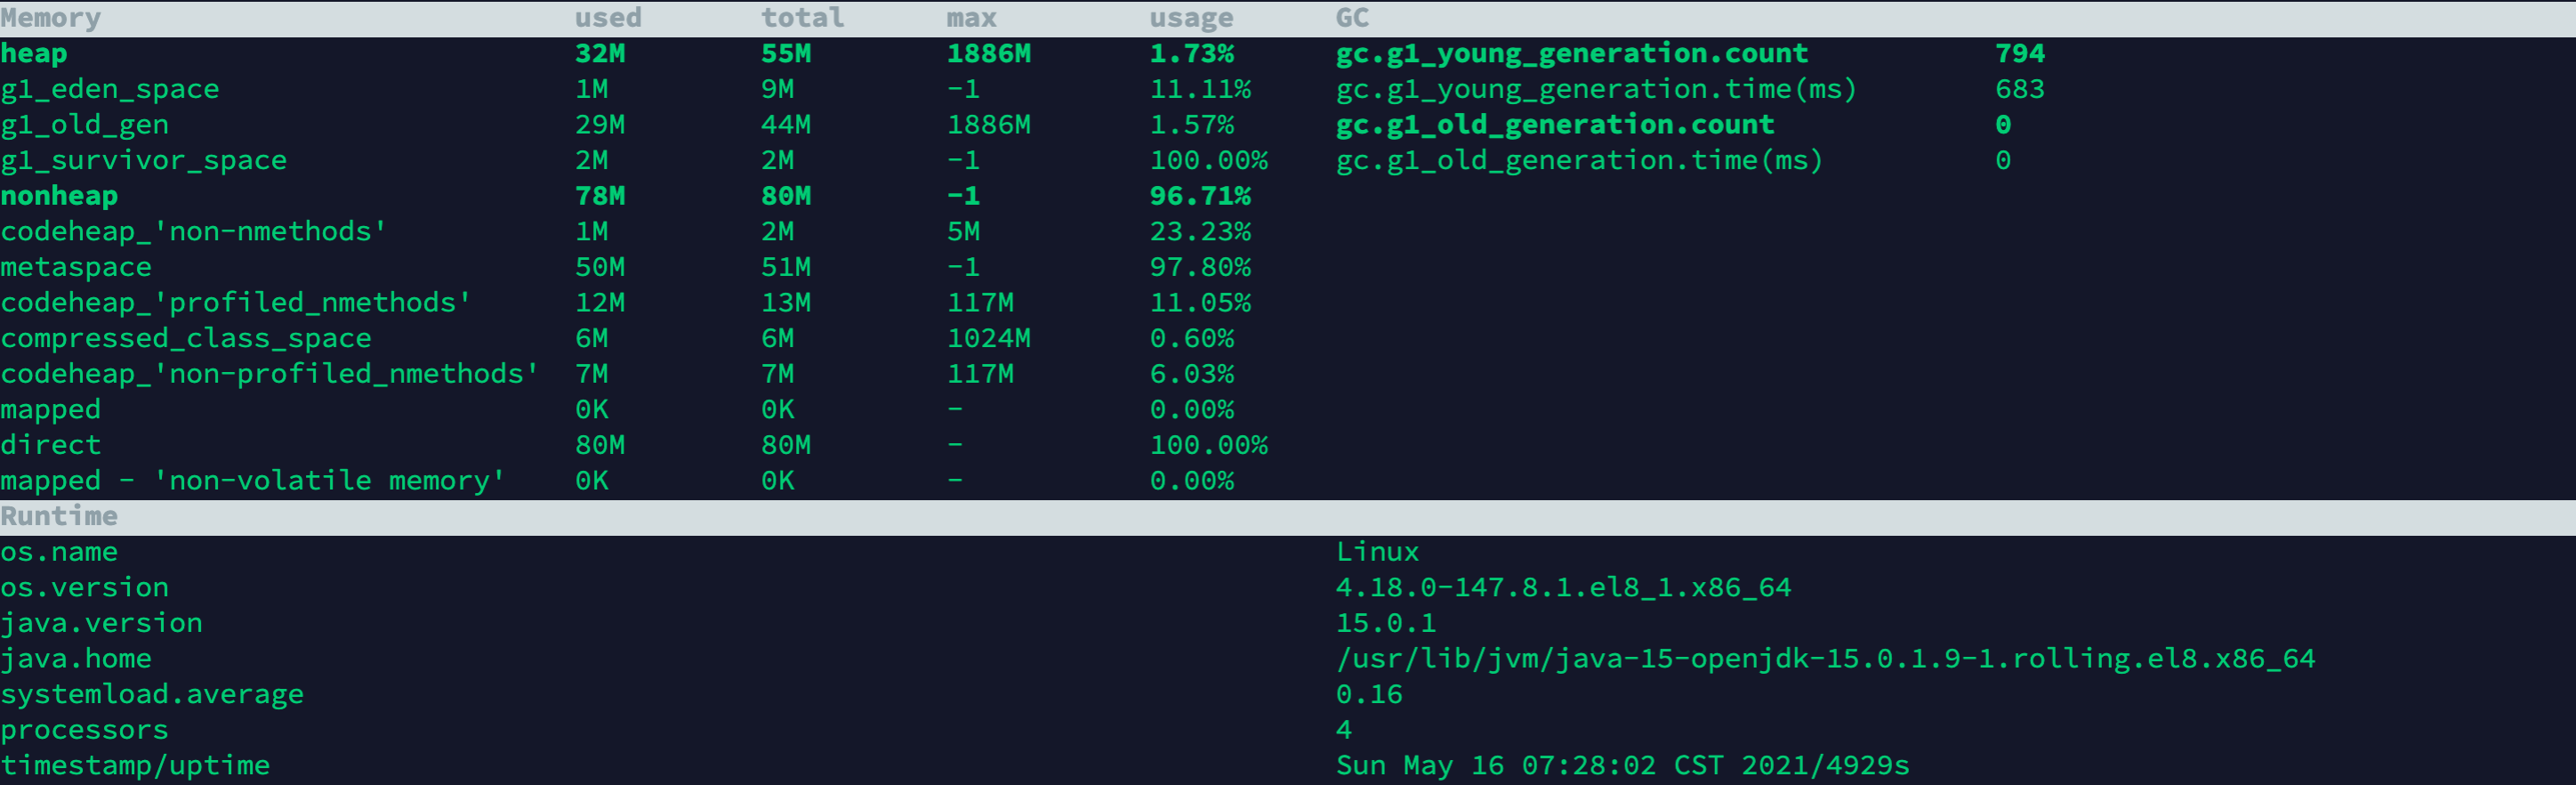 Memory used total max usage GC
heap 32M 55M 1886M 1.73% gc.g1_young_generation.count 794
g1_eden_space 1M 9M -1 11.11% gc.g1_young_generation.time(ms) 683
g1_old_gen 29M 44M 1886M 1.57% gc.g1_old_generation.count 0
g1_survivor_space 2M 2M -1 100.00% gc.g1_old_generation.time(ms) 0
nonheap 78M 80M -1 96.71%
codeheap_'non-nmethods' 1M 2M 5M 23.23%
metaspace 50M 51M -1 97.80%
codeheap_'profiled_nmethods' 12M 13M 117M 11.05%
compressed_class_space 6M 6M 1024M 0.60%
codeheap_'non-profiled_nmethods' 7M 7M 117M 6.03%
mapped 0K 0K - 0.00%
direct 80M 80M - 100.00%
mapped - 'non-volatile memory' 0K 0K - 0.00%
Runtime
os.name Linux
os.version 4.18.0-147.8.1.el8_1.x86_64
java.version 15.0.1
java.home /usr/lib/jvm/java-15-openjdk-15.0.1.9-1.rolling.el8.x86_64
systemload.average 0.16
processors 4
timestamp/uptime Sun May 16 07:28:02 CST 2021/4929s